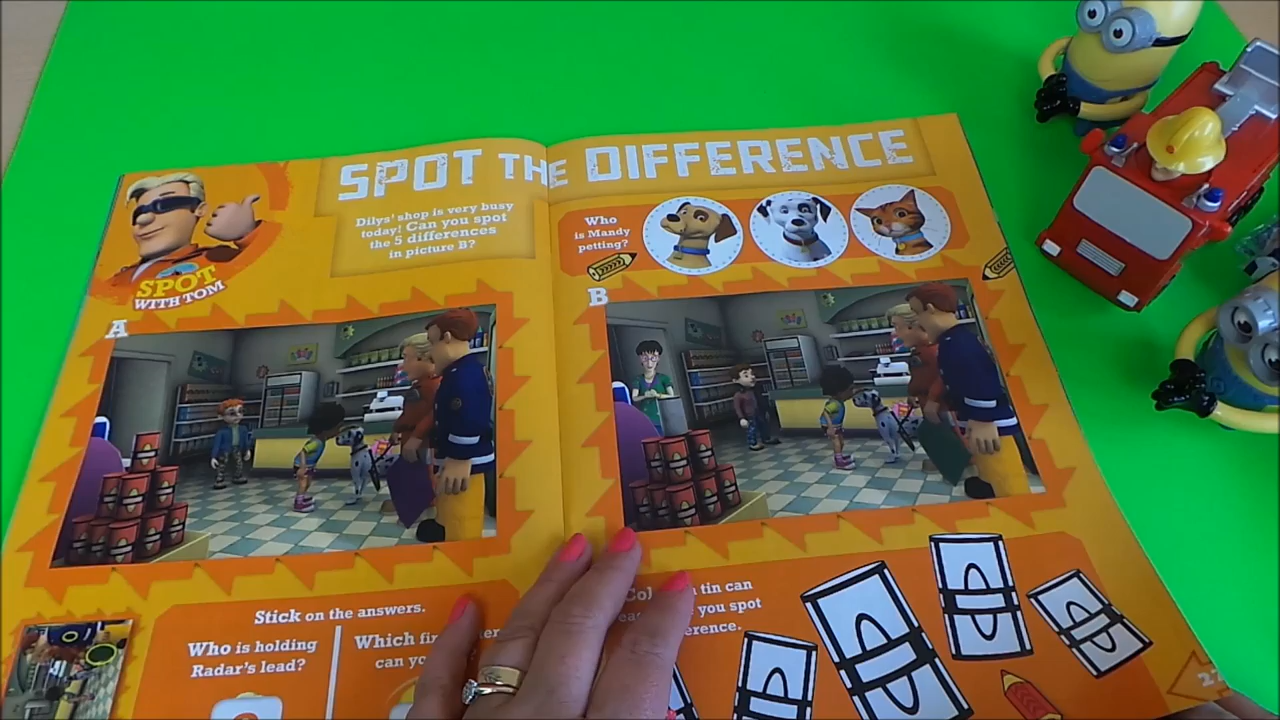 SPOT THE DIFFERENCE
SPOT
WITH TOM
Dilys' shop is very busy
today! Can you spot
the 5 differences
in picture B?
Who
is Mandy
petting?
A
B
Stick on the answers.
Who is holding
Radar's lead?
Which
can
tin can
you spot